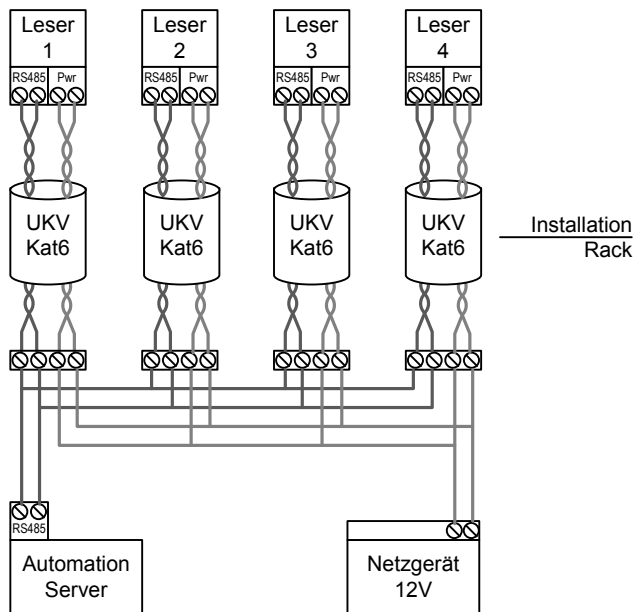 Leser
1
Leser
2
Leser
3
Leser
4
RS485 Pwr
RS485 Pwr
RS485 Pwr
RS485 Pwr
UKV
Kat6
UKV
Kat6
UKV
Kat6
UKV
Kat6
Installation
Rack
RS485
Automation
Server
Netzgerät
12V